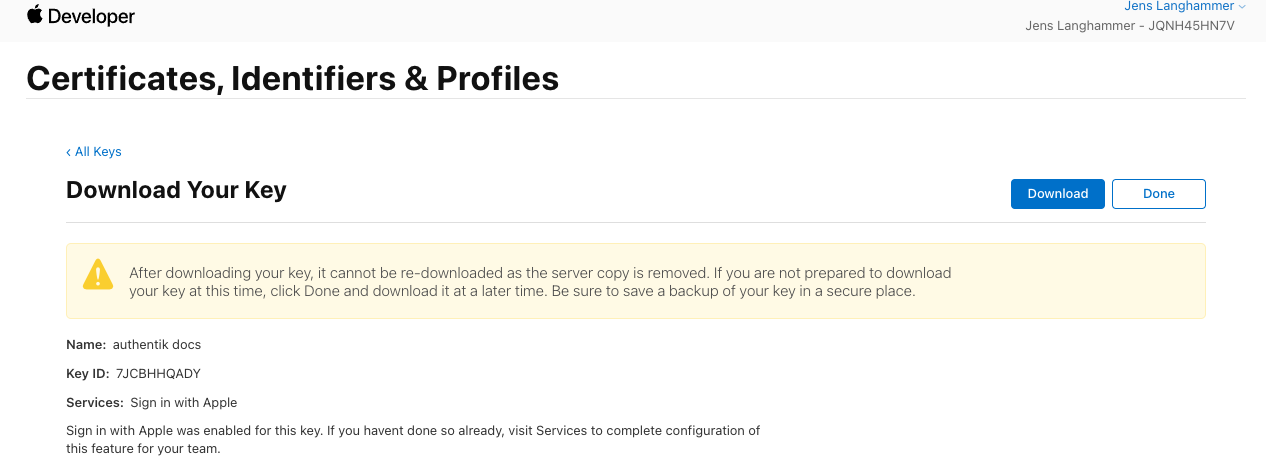 Developer
Jens Langhammer
Jens Langhammer - JQNH45HN7V
Certificates, Identifiers & Profiles
‹ All Keys
Download Your Key
Download
Done
After downloading your key, it cannot be re-downloaded as the server copy is removed. If you are not prepared to download
your key at this time, click Done and download it at a later time. Be sure to save a backup of your key in a secure place.
Name: authentik docs
Key ID: 7JCBHHQADY
Services: Sign in with Apple
Sign in with Apple was enabled for this key. If you havent done so already, visit Services to complete configuration of
this feature for your team.